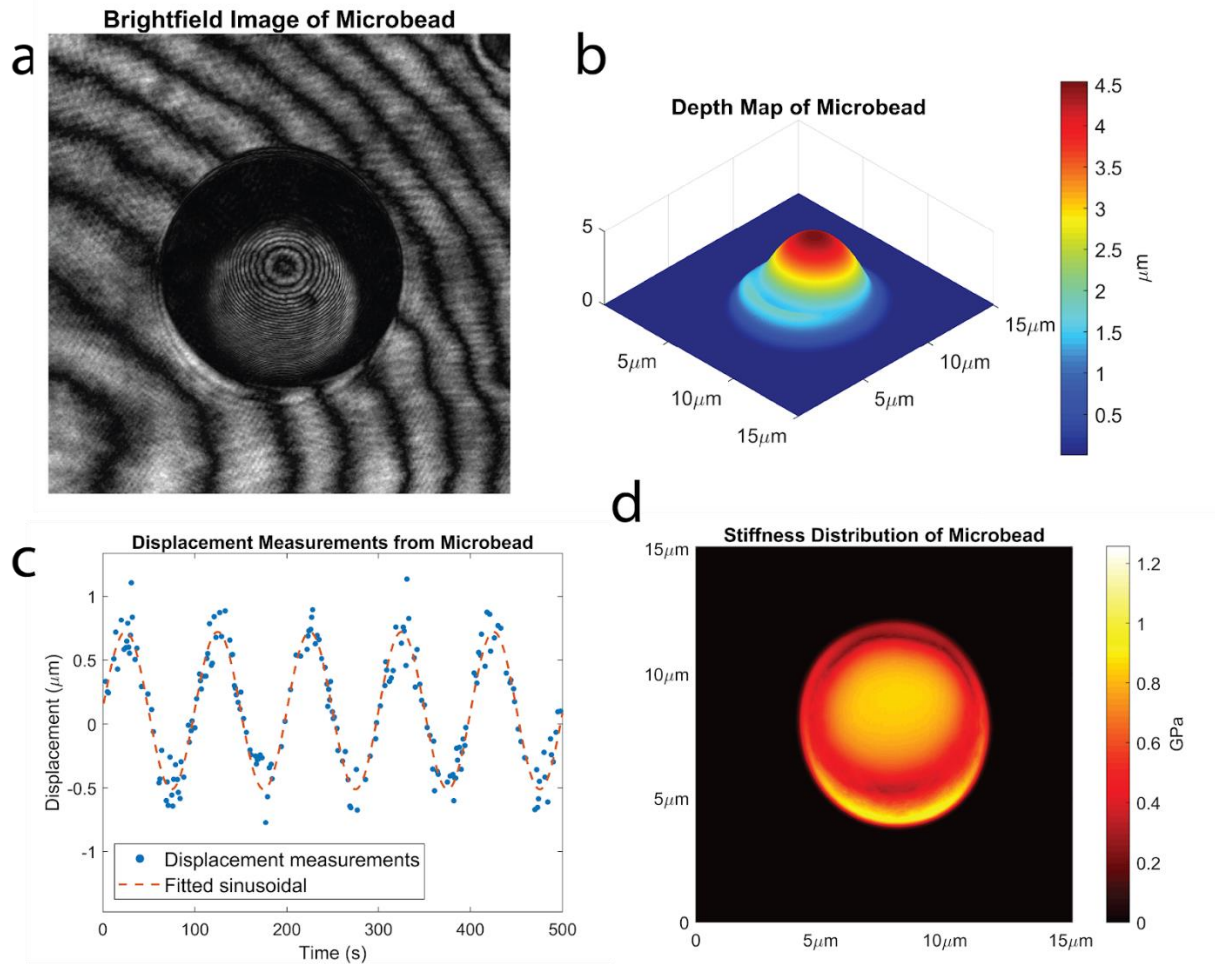 a
Brightfield Image of Microbead
b
Depth Map of Microbead
5
0
5μm
10μm
15μm
5μm
10μm
15μm
4.5
4
3.5
3
2.5
2
1.5
1
0.5
μm
c
Displacement Measurements from Microbead
Displacement (μm)
1
0.5
0
-0.5
-1
Displacement measurements
Fitted sinusoidal
0 100 200 300 400 500
Time (s)
d
Stiffness Distribution of Microbead
15μm
10μm
5μm
0
0 5μm 10μm 15μm
1.2
1
0.8
0.6
0.4
0.2
0
GPa